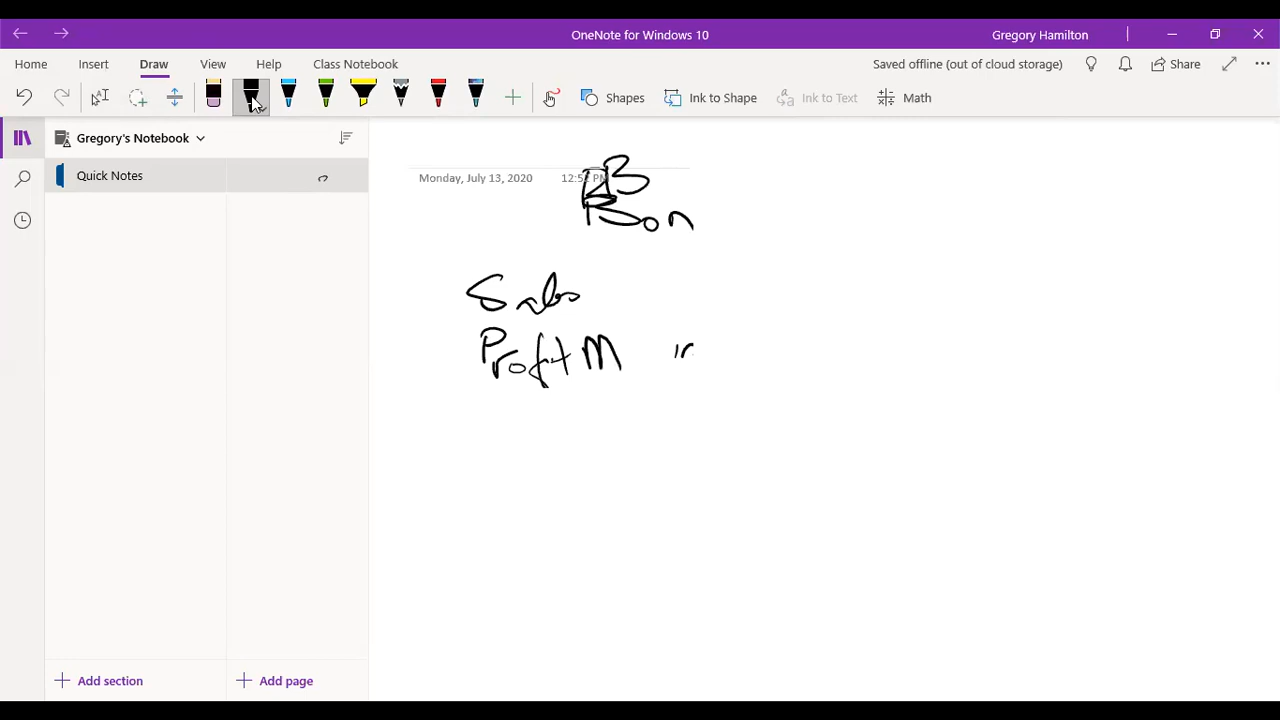 OneNote for Windows 10
Gregory Hamilton
Home Insert Draw View Help Class Notebook
Saved offline (out of cloud storage)
Share
Shapes
Ink to Shape
Ink to Text
Math
Gregory's Notebook
Quick Notes
Monday, July 13, 2020
B
Bon
Sales
Profit M
Add section
Add page